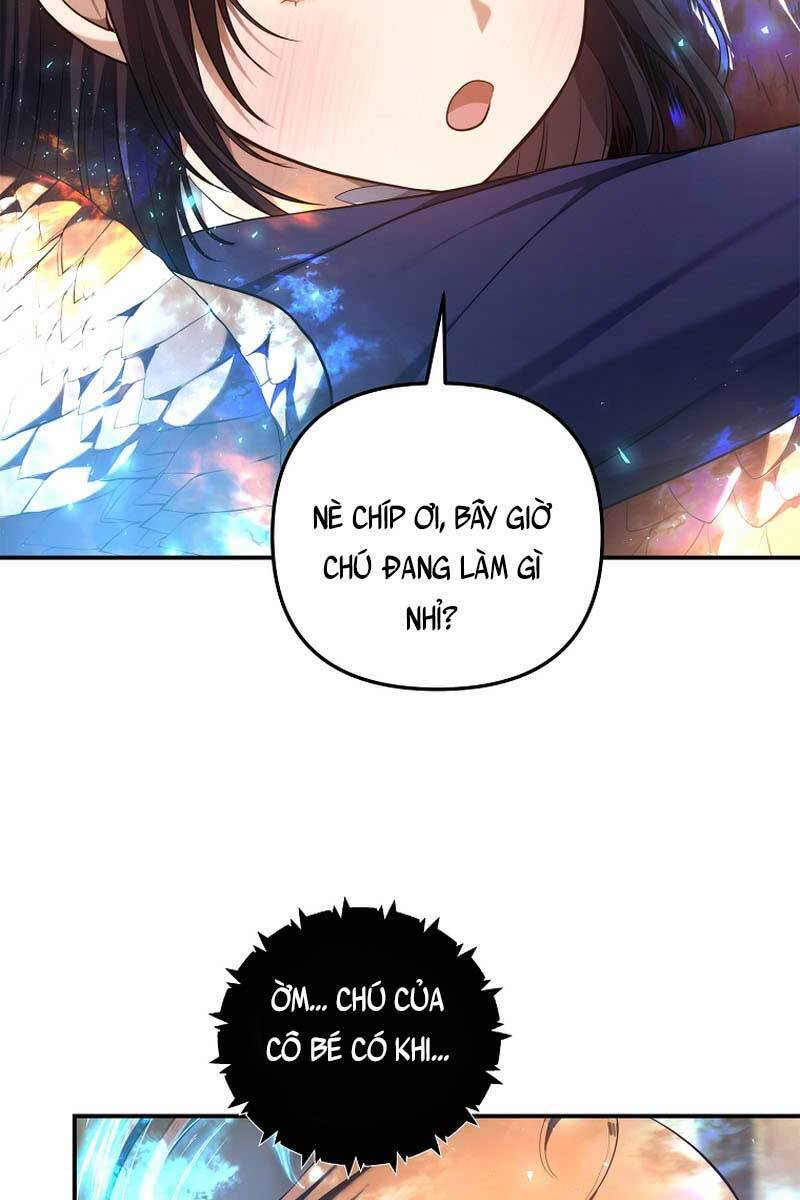 NÈ CHÍP ƠI, BÂY GIỜ
CHÚ ĐANG LÀM GÌ
NHỈ?
ỜM... CHÚ CỦA
CÔ BÉ CÓ KHI...